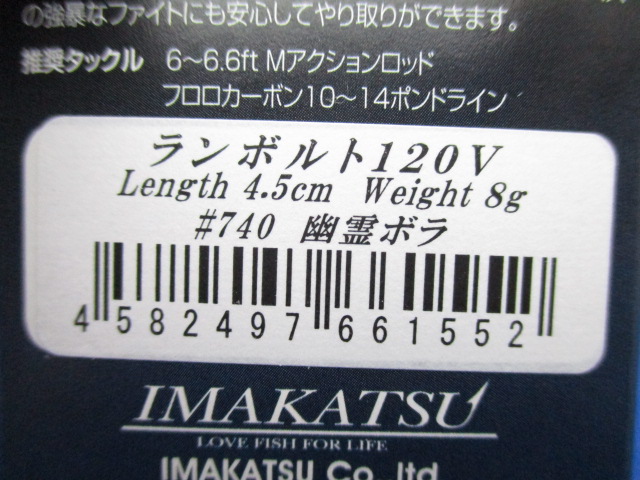 の強暴なファイトにも安心してやり取りができます。
推奨タックル 6〜6.6ft Mアクションロッド
フロロカーボン10〜14ポンドライン
ランボルト120V
Length 4.5cm Weight 8g
#740 幽霊ボラ
4 582497 661552
IMAKATSU
LOVE FISH FOR LIFE
IMAKATSU Co. ltd